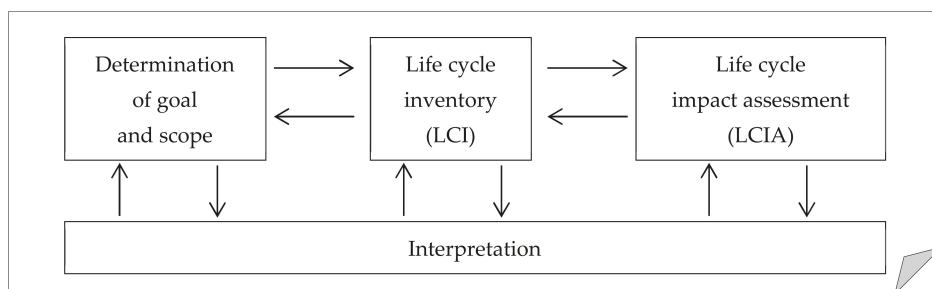 Determination
of goal
and scope
Life cycle
inventory
(LCI)
Life cycle
impact assessment
(LCIA)
Interpretation